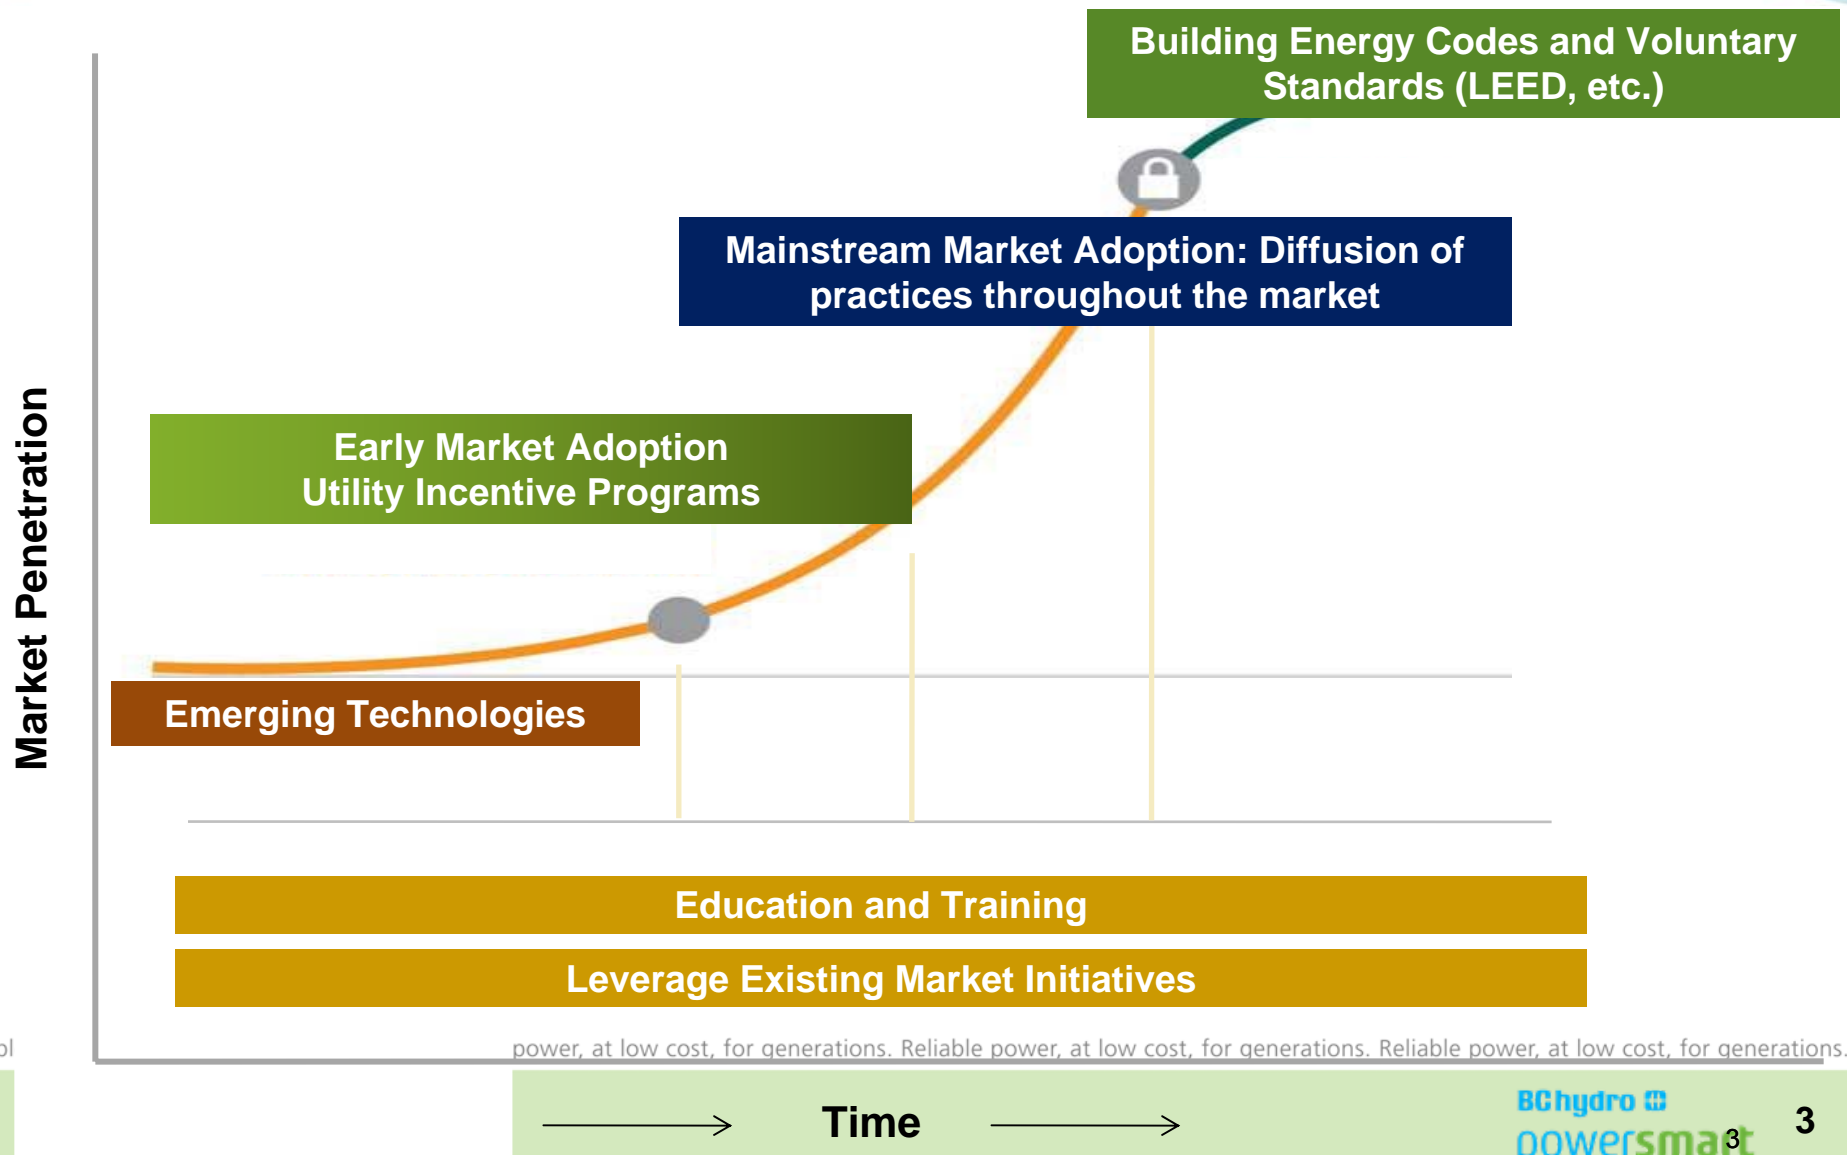 Building Energy Codes and Voluntary
Standards (LEED, etc.)
Mainstream Market Adoption: Diffusion of
practices throughout the market
Early Market Adoption
Utility Incentive Programs
Market Penetration
Emerging Technologies
Education and Training
Leverage Existing Market Initiatives
power, at low cost, for generations. Reliable power, at low cost, for generations. Reliable power, at low cost, for generations.
Time
BChydro
powersmart
3
3